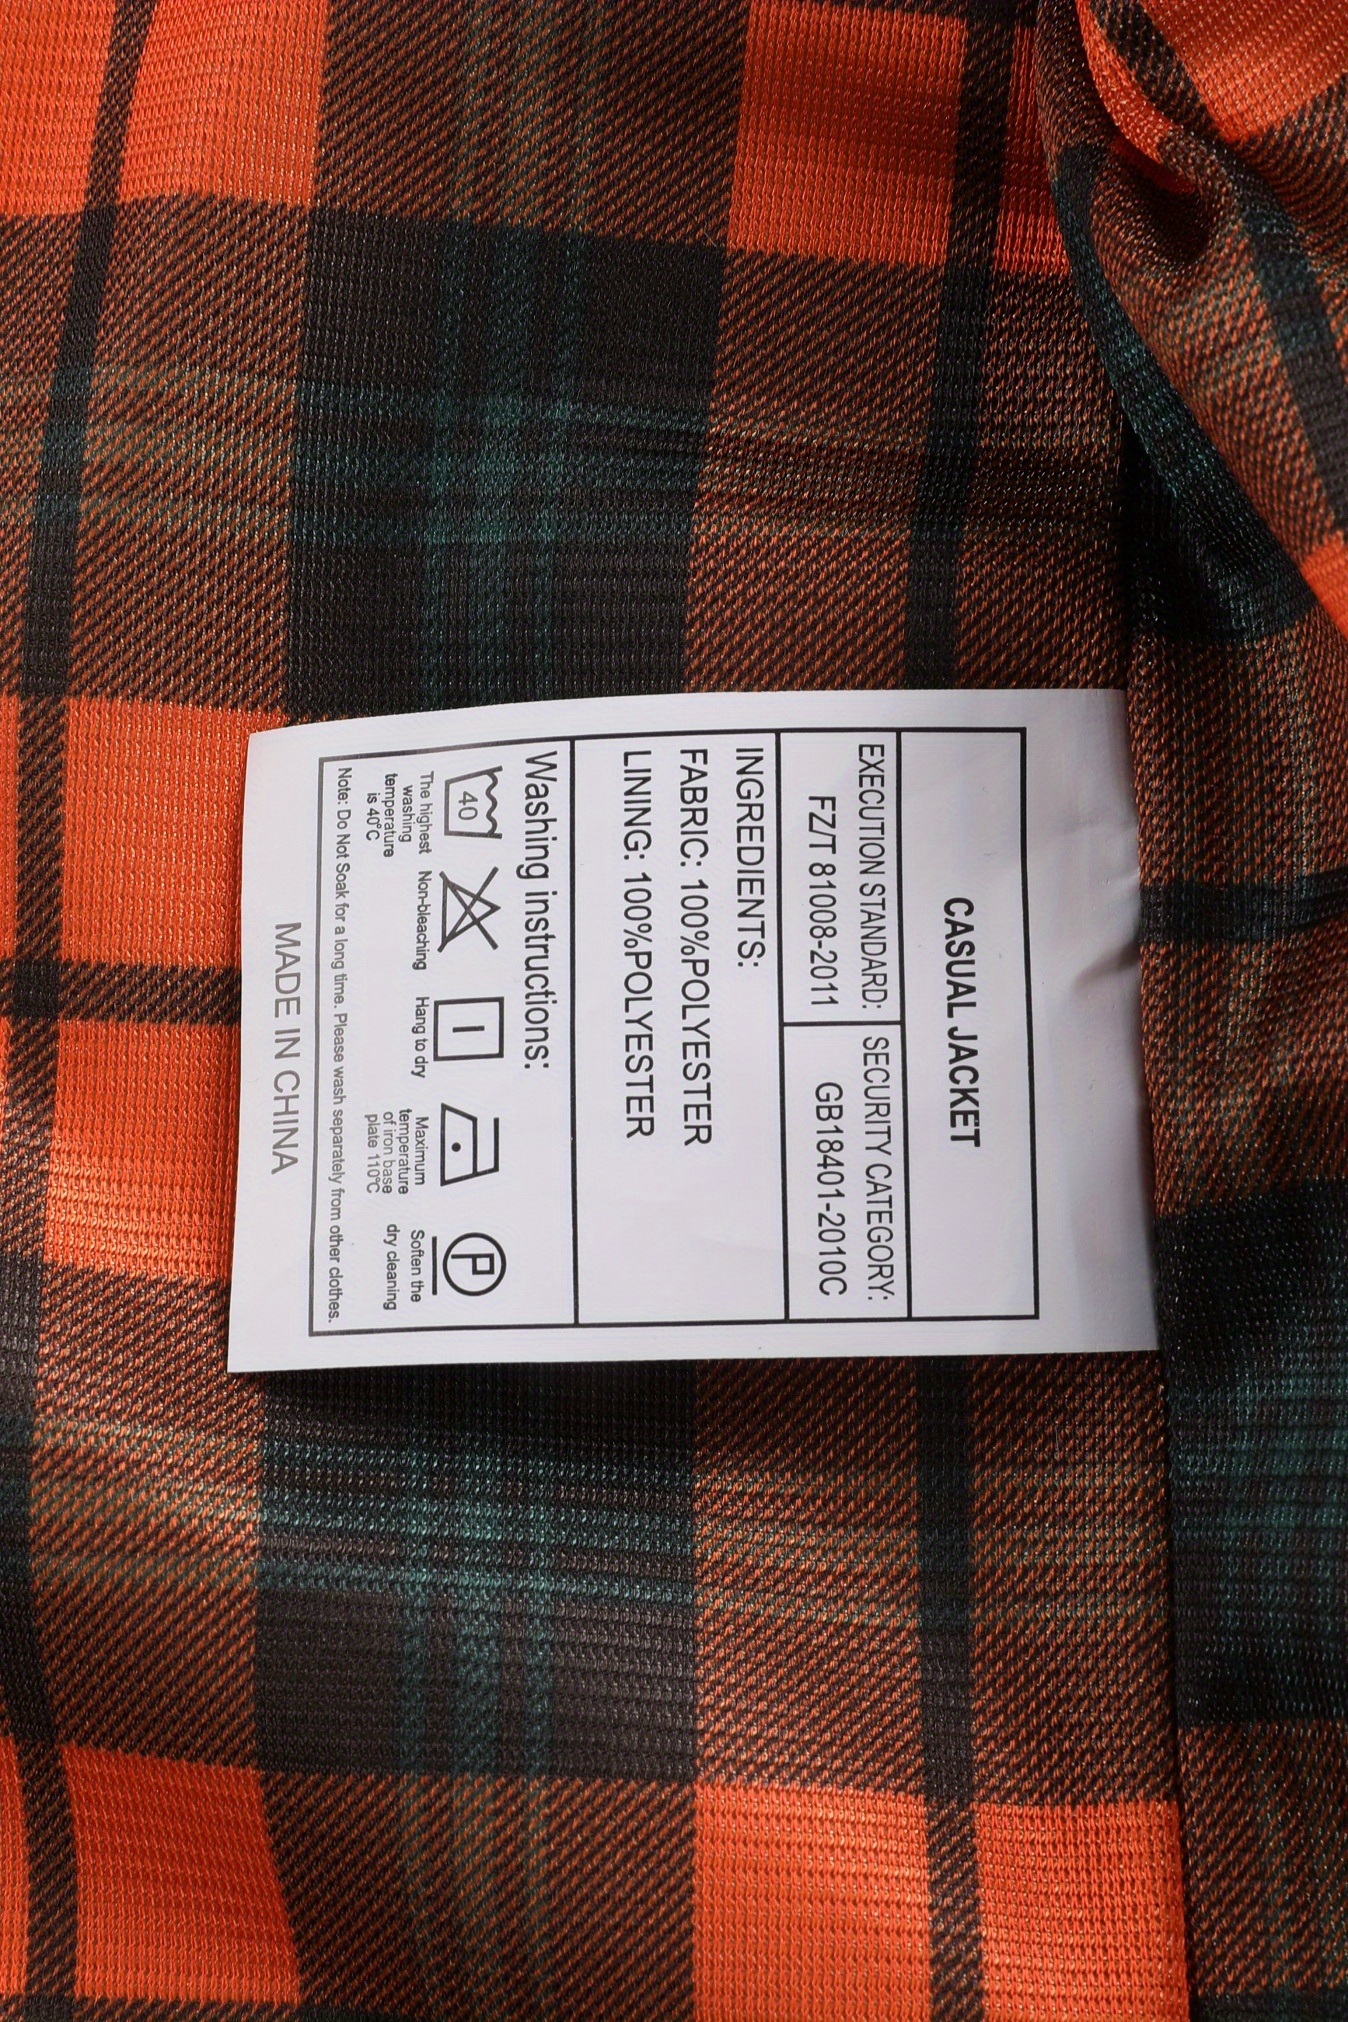 CASUAL JACKET
EXECUTION STANDARD:
FZ/T 81008-2011
SECURITY CATEGORY:
GB18401-2010C
INGREDIENTS:
FABRIC: 100%POLYESTER
LINING: 100%POLYESTER
Washing instructions:
40
P
The highest
washing
temperature
is 40°C
Non-bleaching
Hang to dry
Maximum
temperature
of iron base
plate 110°C
Soften the
dry cleaning
Note: Do Not Soak for a long time. Please wash separately from other clothes.
MADE IN CHINA